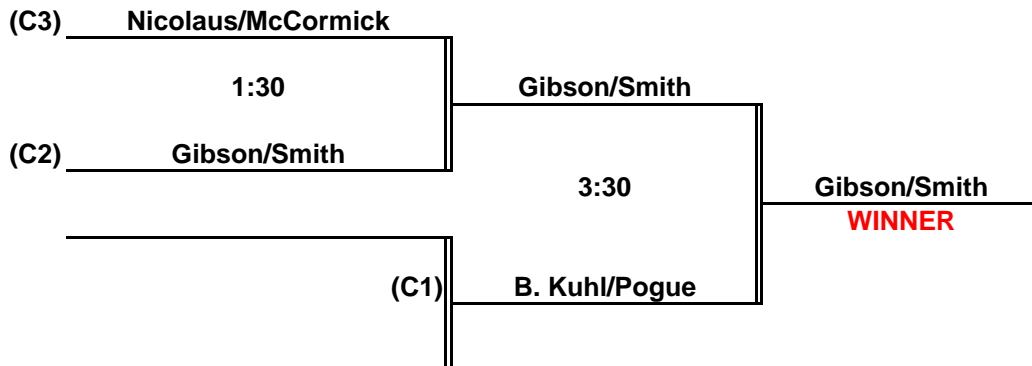 (C3) Nicolaus/McCormick
1:30
Gibson/Smith
(C2) Gibson/Smith
3:30
Gibson/Smith
WINNER
(C1) B. Kuhl/Pogue